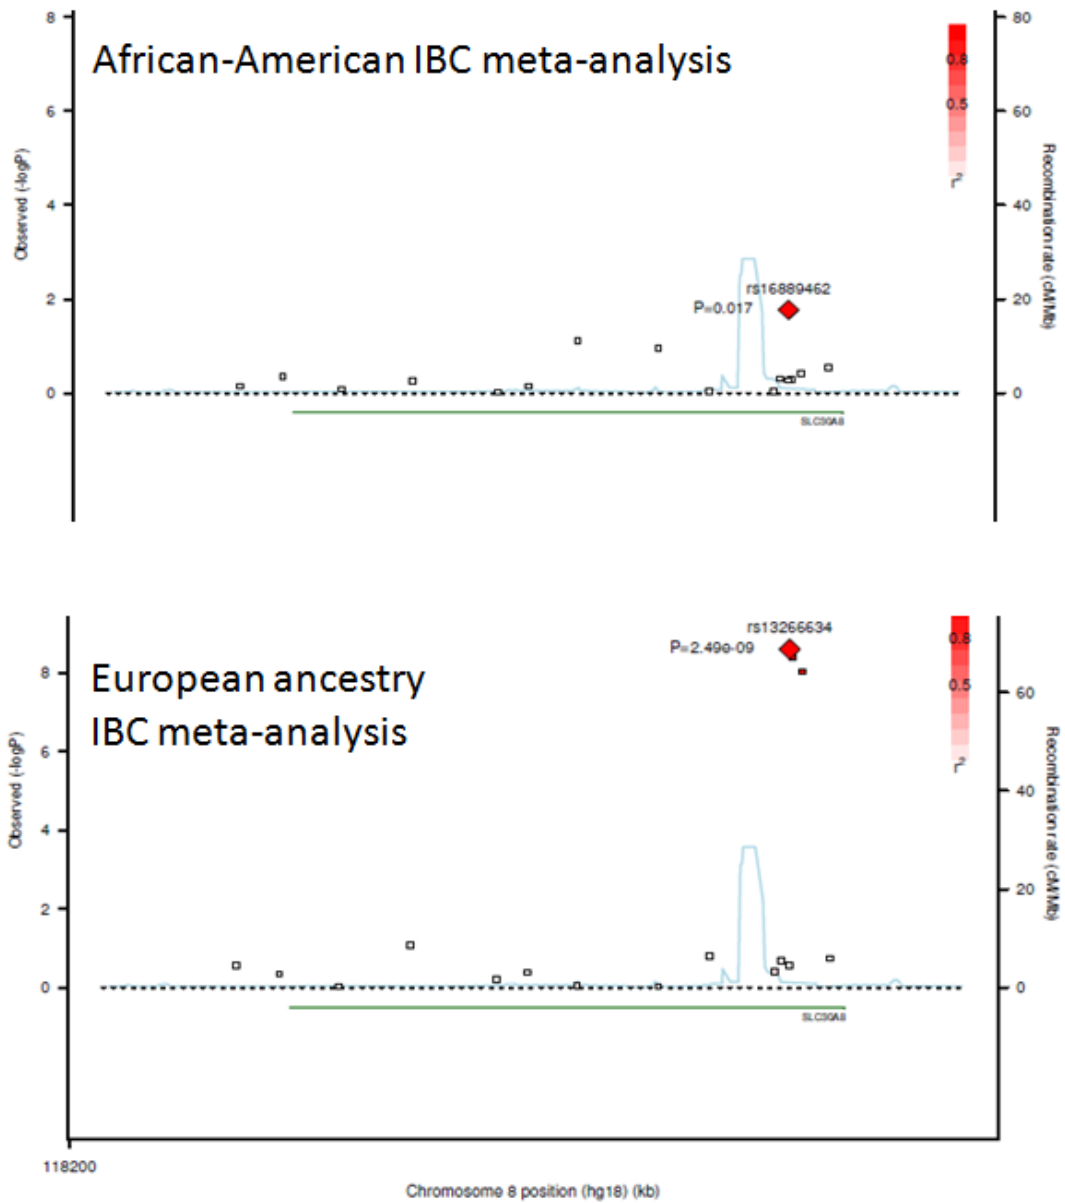 African-American IBC meta-analysis
8
6
4
2
0
Observed (-logP)
80
60
40
20
0
Recombination rate (cM/Mb)
0.8
0.5
r²
rs16889462
P=0.017
SLC30A8
European ancestry
IBC meta-analysis
8
6
4
2
0
Observed (-logP)
60
40
20
0
Recombination rate (cM/Mb)
0.8
0.5
r²
rs13266634
P=2.49e-09
SLC30A8
118200
Chromosome 8 position (hg18) (kb)